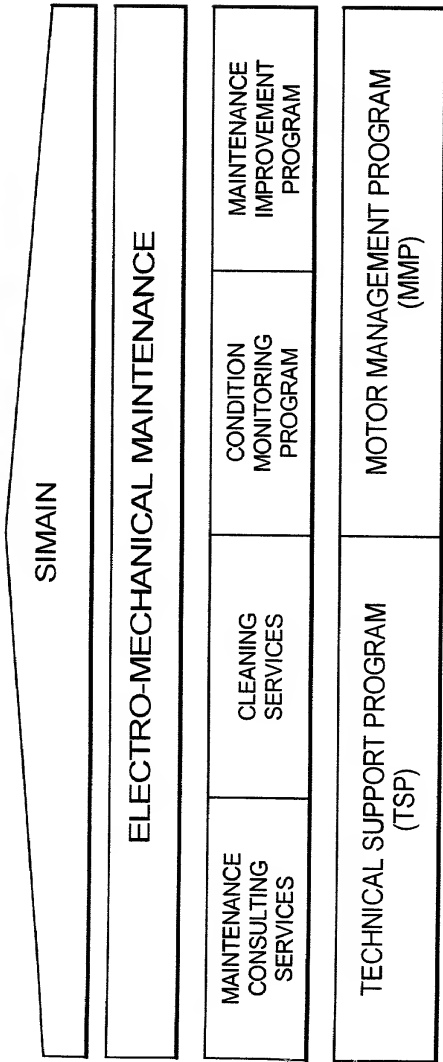 SIMAIN
ELECTRO-MECHANICAL MAINTENANCE
MAINTENANCE
CONSULTING
SERVICES
CLEANING
SERVICES
CONDITION
MONITORING
PROGRAM
MAINTENANCE
IMPROVEMENT
PROGRAM
TECHNICAL SUPPORT PROGRAM
(TSP)
MOTOR MANAGEMENT PROGRAM
(MMP)